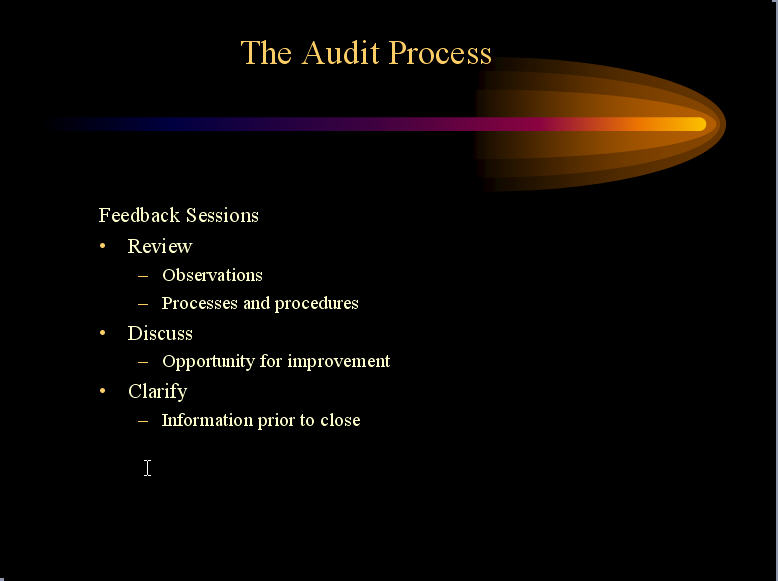 The Audit Process
Feedback Sessions
• Review
– Observations
– Processes and procedures
• Discuss
– Opportunity for improvement
• Clarify
– Information prior to close